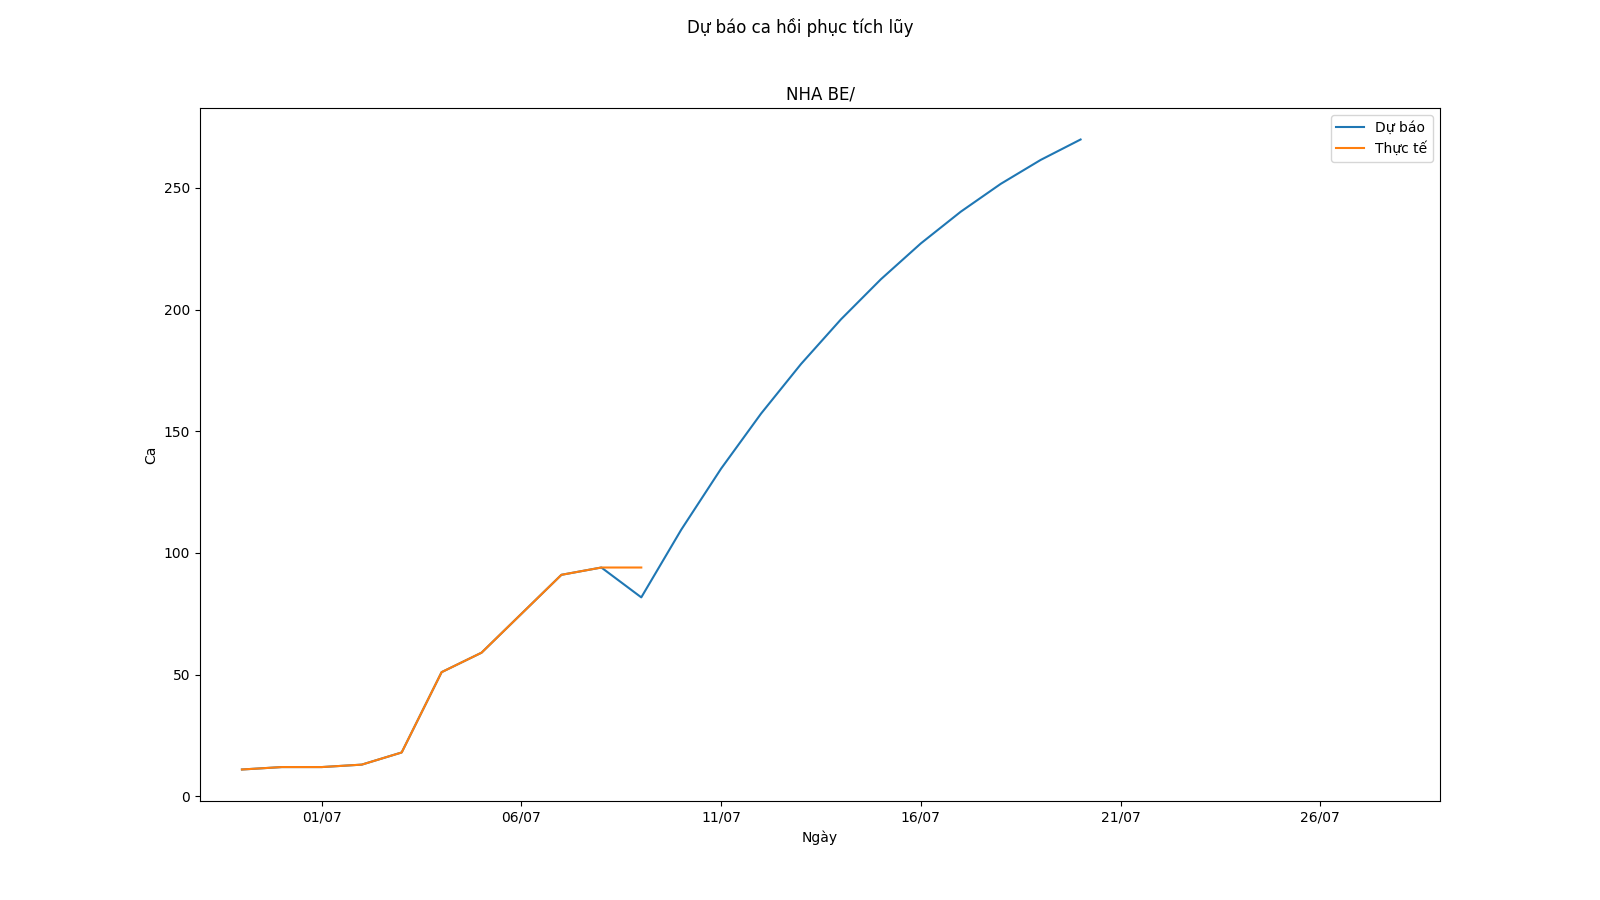 Dự báo ca hồi phục tích lũy
NHA BE/
Dự báo
Thực tế
250
200
150
100
50
0
Ca
01/07
06/07
11/07
16/07
21/07
26/07
Ngày